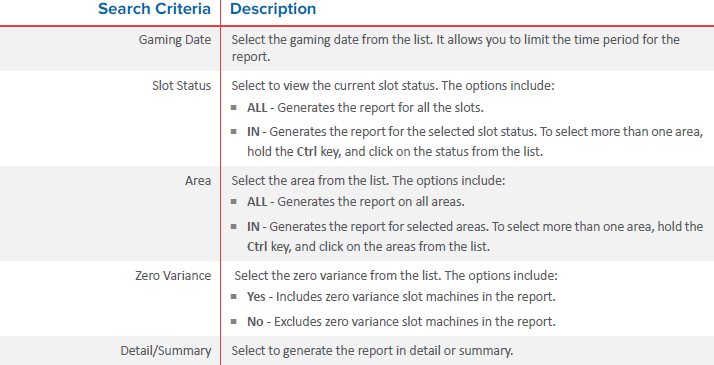 Search Criteria Description
Gaming Date Select the gaming date from the list. It allows you to limit the time period for the
report.
Slot Status Select to view the current slot status. The options include:
■ ALL - Generates the report for all the slots.
■ IN - Generates the report for the selected slot status. To select more than one area,
hold the Ctrl key, and click on the status from the list.
Area Select the area from the list. The options include:
■ ALL - Generates the report on all areas.
■ IN - Generates the report for selected areas. To select more than one area, hold the
Ctrl key, and click on the areas from the list.
Zero Variance Select the zero variance from the list. The options include:
■ Yes - Includes zero variance slot machines in the report.
■ No - Excludes zero variance slot machines in the report.
Detail/Summary Select to generate the report in detail or summary.